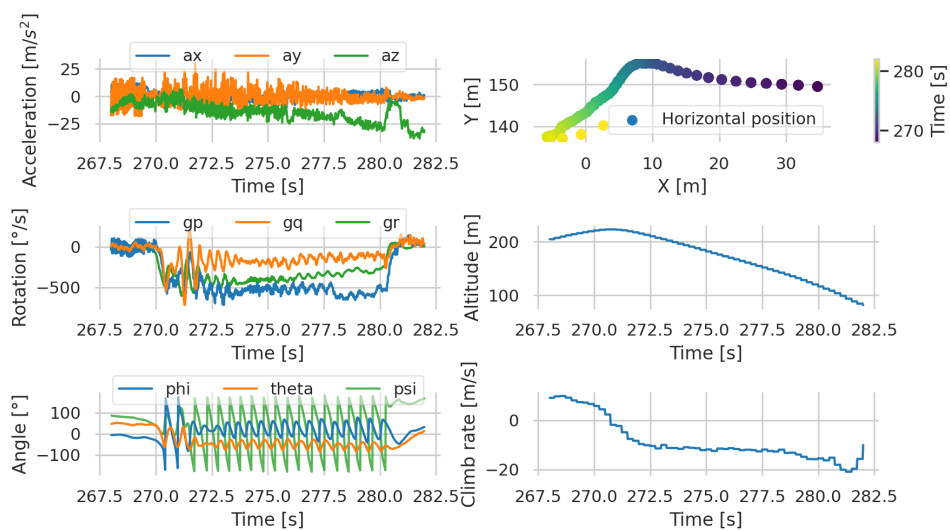 Acceleration [m/s²]
ax ay az
25
0
−25
267.5 270.0 272.5 275.0 277.5 280.0 282.5
Time [s]
Y [m]
150
140
Horizontal position
0 10 20 30
X [m]
280
270
Time [s]
Rotation [°/s]
gp gq gr
0
−500
267.5 270.0 272.5 275.0 277.5 280.0 282.5
Time [s]
Altitude [m]
200
100
267.5 270.0 272.5 275.0 277.5 280.0 282.5
Time [s]
Angle [°]
phi theta psi
100
0
−100
267.5 270.0 272.5 275.0 277.5 280.0 282.5
Time [s]
Climb rate [m/s]
0
−20
267.5 270.0 272.5 275.0 277.5 280.0 282.5
Time [s]